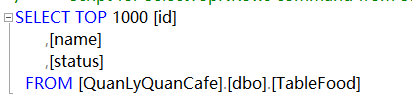 SELECT TOP 1000 [id]
,[name]
,[status]
FROM [QuanLyQuanCafe].[dbo].[TableFood]